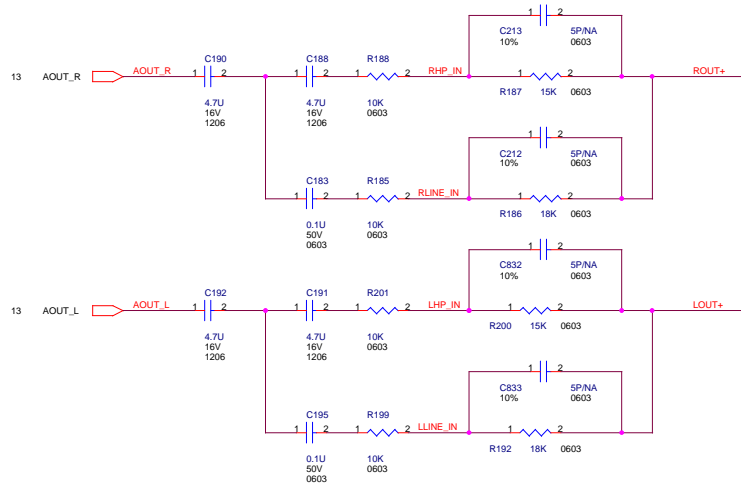 1 2
C213 5P/NA
10% 0603
C190 C188 R188
13 AOUT_R AOUT_R 1 2 1 2 1 2 RHP_IN 1 2 ROUT+
4.7U 4.7U 10K R187 15K 0603
16V 16V 0603
1206 1206
1 2
C212 5P/NA
10% 0603
C183 R185
1 2 1 2 RLINE_IN 1 2
0.1U 10K R186 18K 0603
50V 0603
0603
1 2
C832 5P/NA
10% 0603
C192 C191 R201
13 AOUT_L AOUT_L 1 2 1 2 1 2 LHP_IN 1 2 LOUT+
4.7U 4.7U 10K R200 15K 0603
16V 16V 0603
1206 1206
1 2
C833 5P/NA
10% 0603
C195 R199
1 2 1 2 LLINE_IN 1 2
0.1U 10K R192 18K 0603
50V 0603
0603